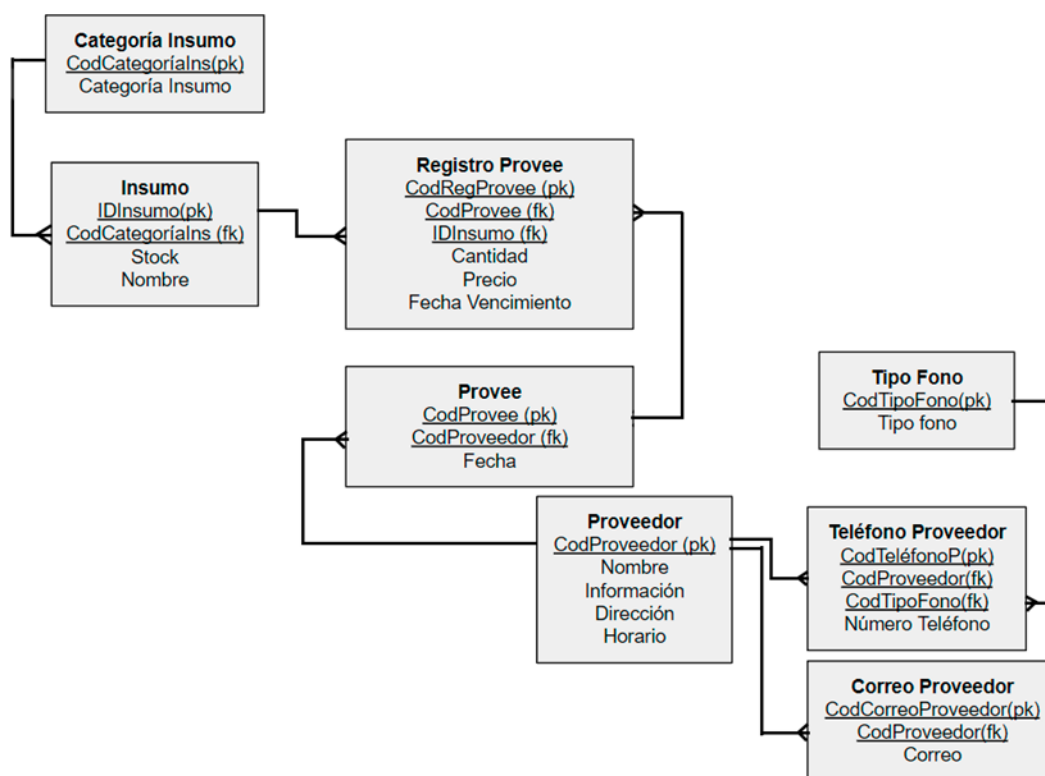 Categoría Insumo
CodCategoríaIns(pk)
Categoría Insumo
Insumo
IDInsumo(pk)
CodCategoríaIns (fk)
Stock
Nombre
Registro Provee
CodRegProvee (pk)
CodProvee (fk)
IDInsumo (fk)
Cantidad
Precio
Fecha Vencimiento
Provee
CodProvee (pk)
CodProveedor (fk)
Fecha
Tipo Fono
CodTipoFono(pk)
Tipo fono
Proveedor
CodProveedor (pk)
Nombre
Información
Dirección
Horario
Teléfono Proveedor
CodTeléfonoP(pk)
CodProveedor(fk)
CodTipoFono(fk)
Número Teléfono
Correo Proveedor
CodCorreoProveedor(pk)
CodProveedor(fk)
Correo